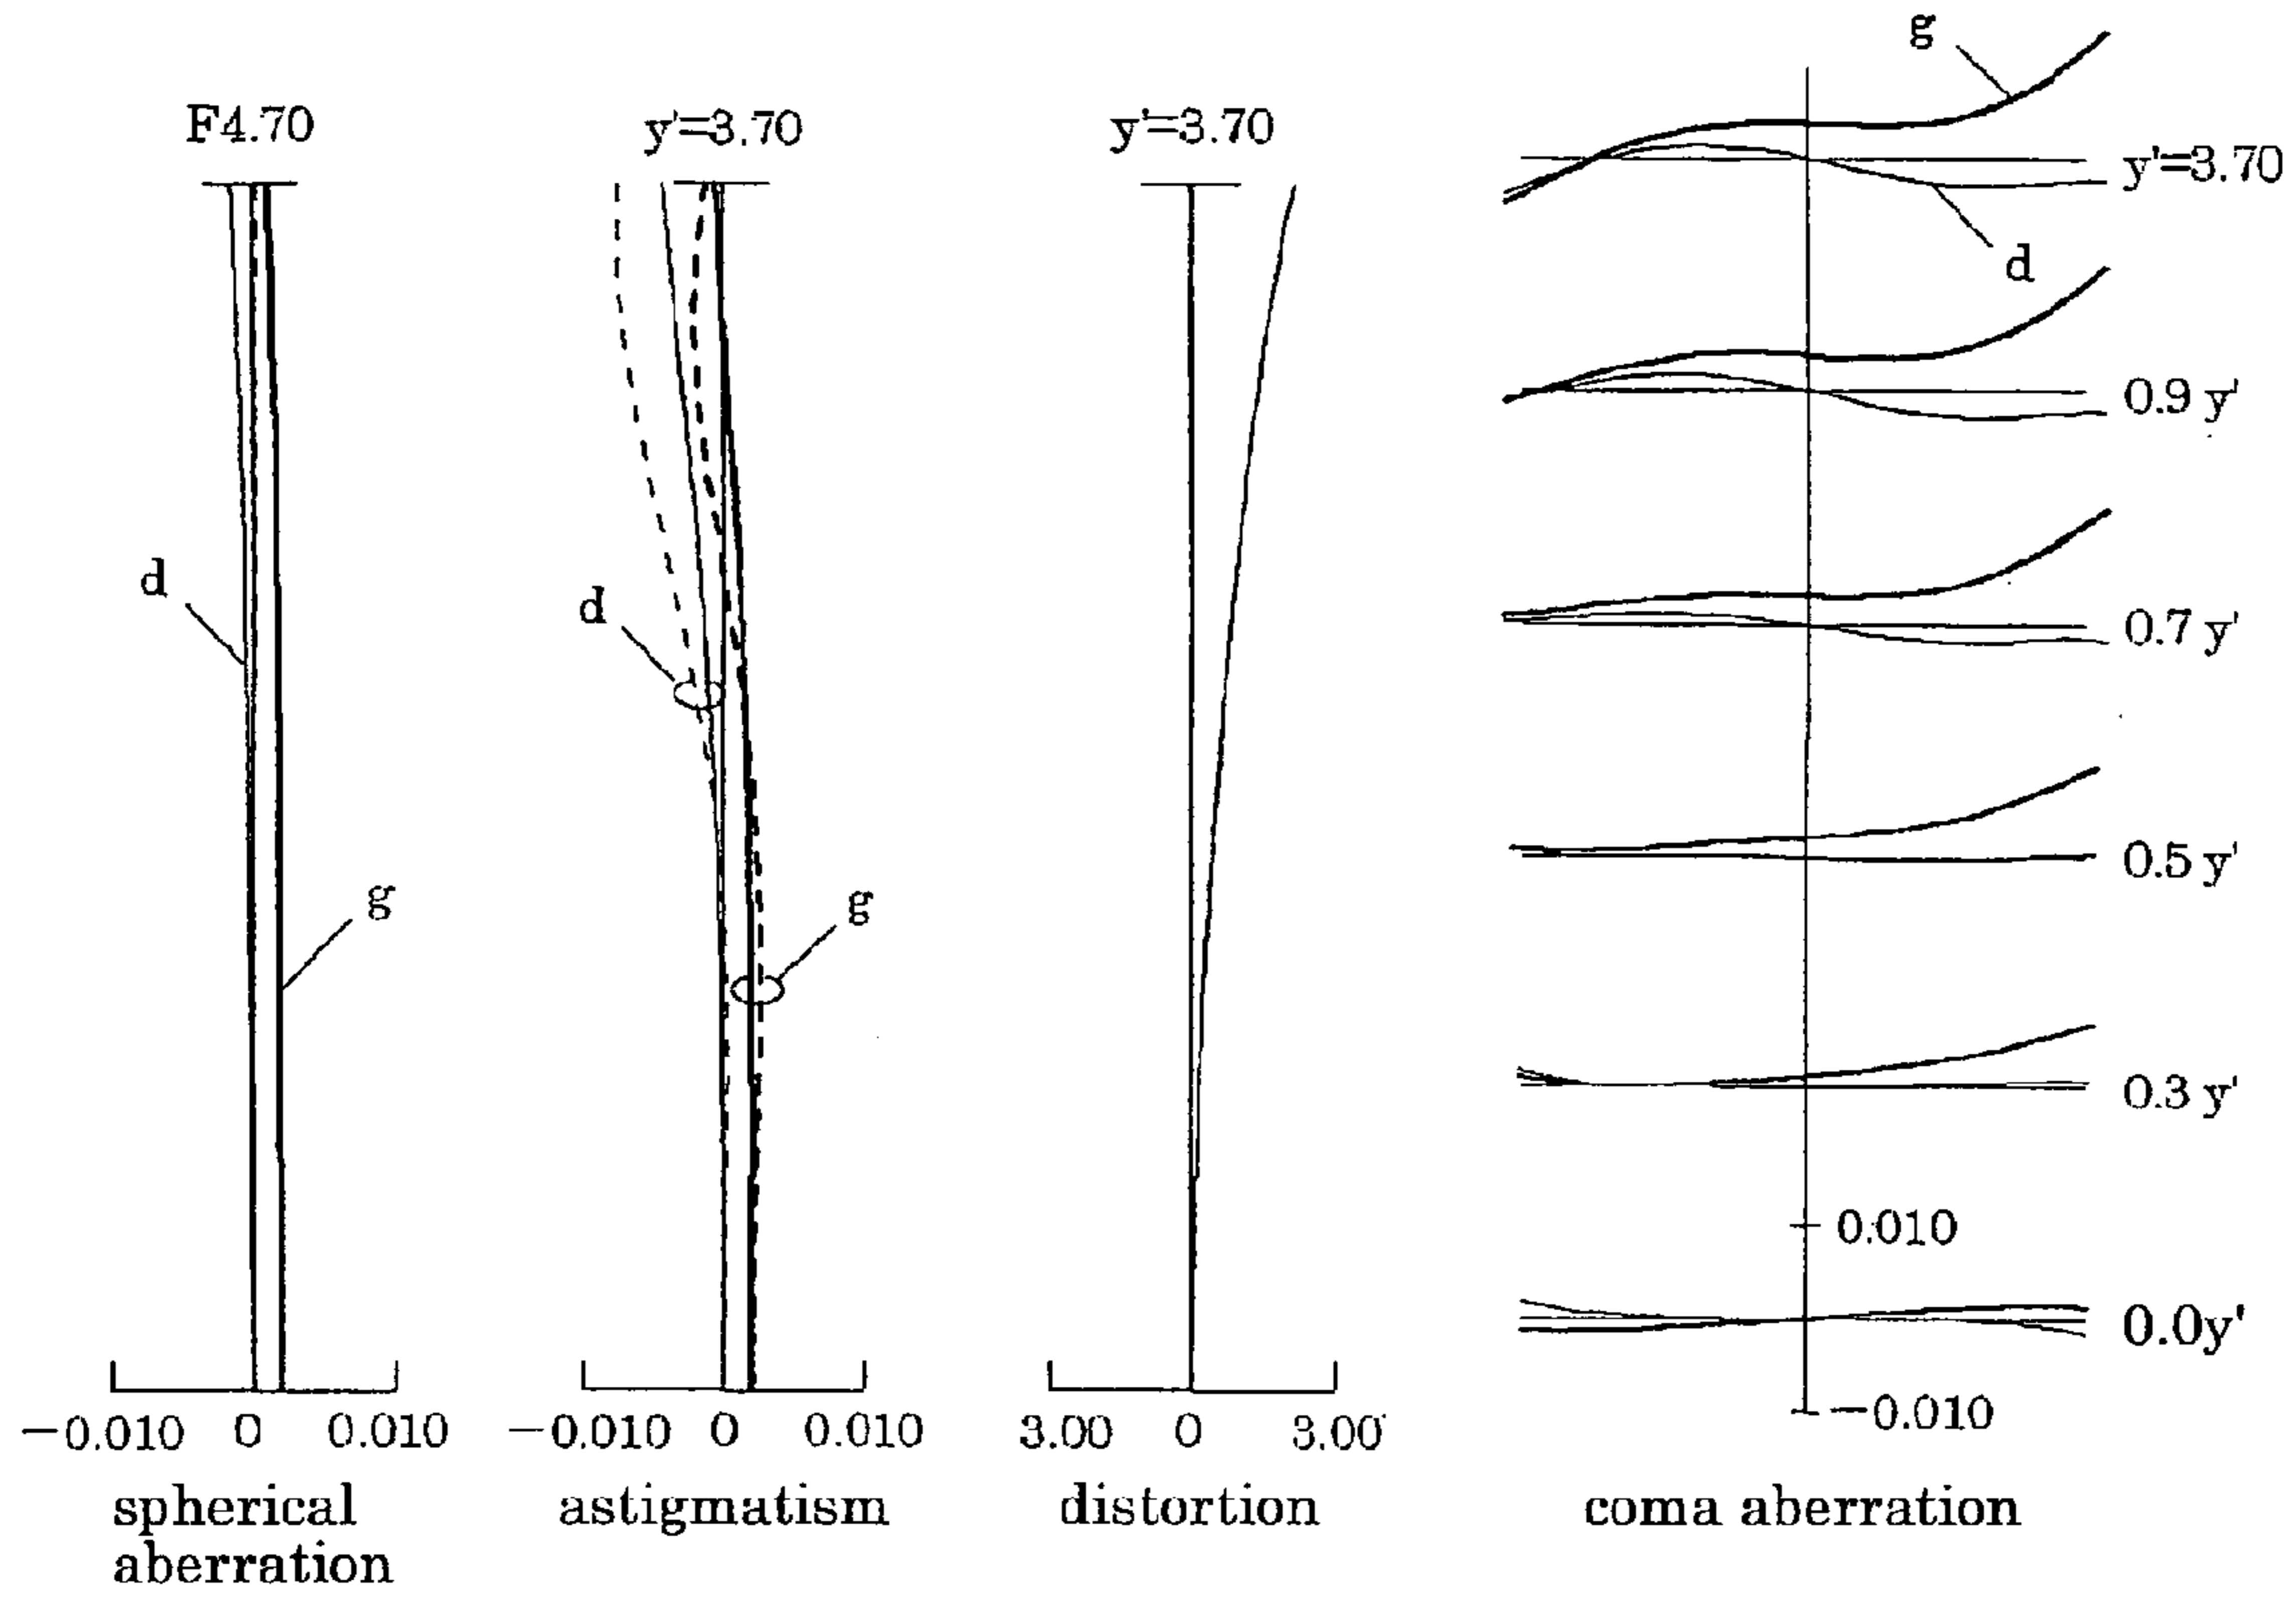 F4.70
d
g
−0.010 0 0.010
spherical
aberration
y'=3.70
d
g
−0.010 0 0.010
astigmatism
y'=3.70
3.00 0 3.00
distortion
g
y'=3.70
d
0.9 y'
0.7 y'
0.5 y'
0.3 y'
0.010
0.0y'
−0.010
coma aberration